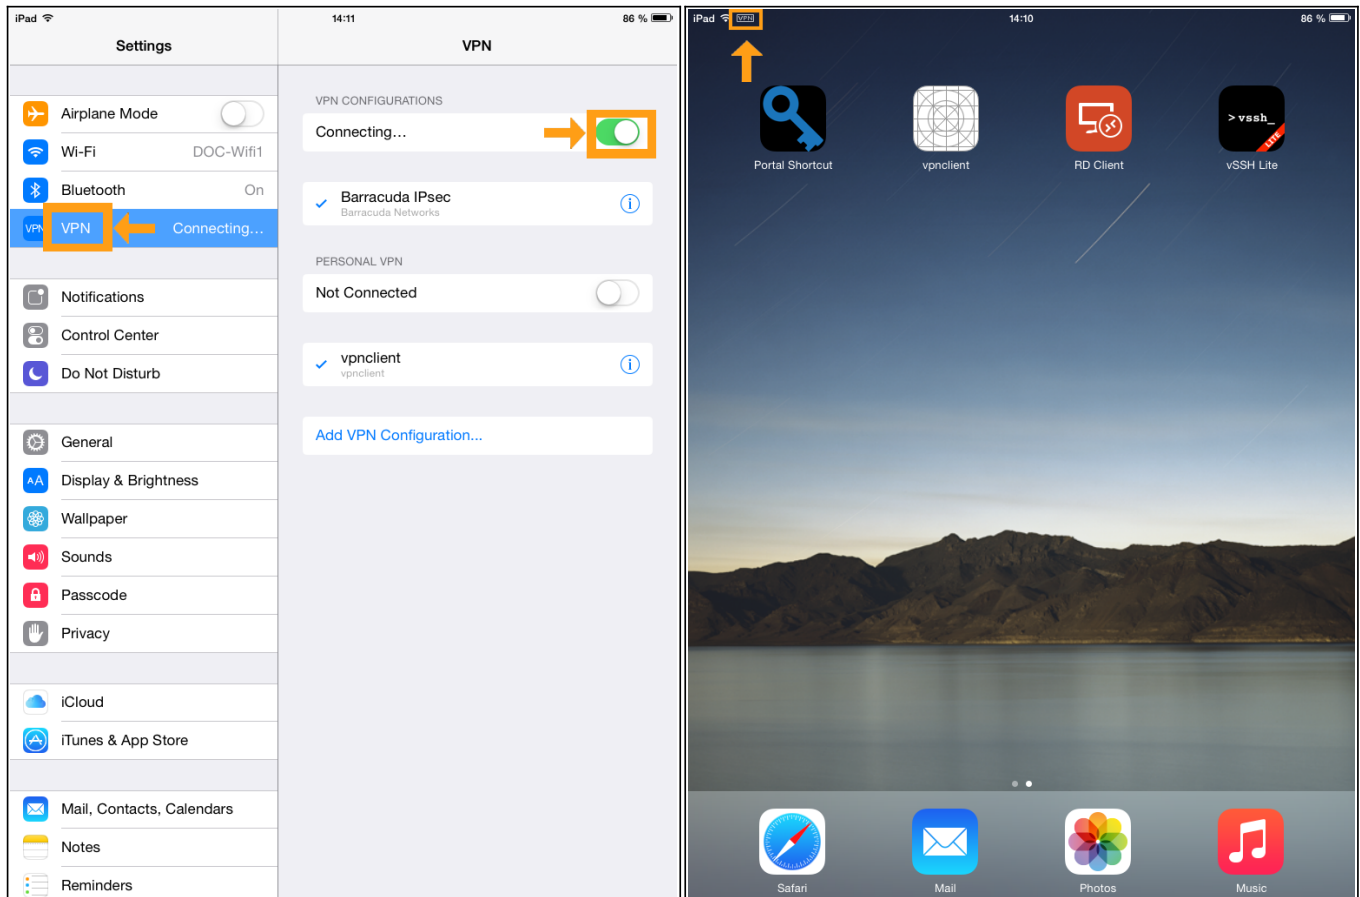 iPad 14:11 86 %
Settings
Airplane Mode
Wi-Fi DOC-Wifi1
Bluetooth On
VPN VPN Connecting...
Notifications
Control Center
Do Not Disturb
General
AA Display & Brightness
Wallpaper
Sounds
Passcode
Privacy
iCloud
iTunes & App Store
Mail, Contacts, Calendars
Notes
Reminders
VPN
VPN CONFIGURATIONS
Connecting...
Barracuda IPsec
Barracuda Networks
PERSONAL VPN
Not Connected
vpnclient
vpnclient
Add VPN Configuration...
iPad VPN 14:10 86 %
>vssh_
LITE
Portal Shortcut vpnclient RD Client vSSH Lite
Safari Mail Photos Music